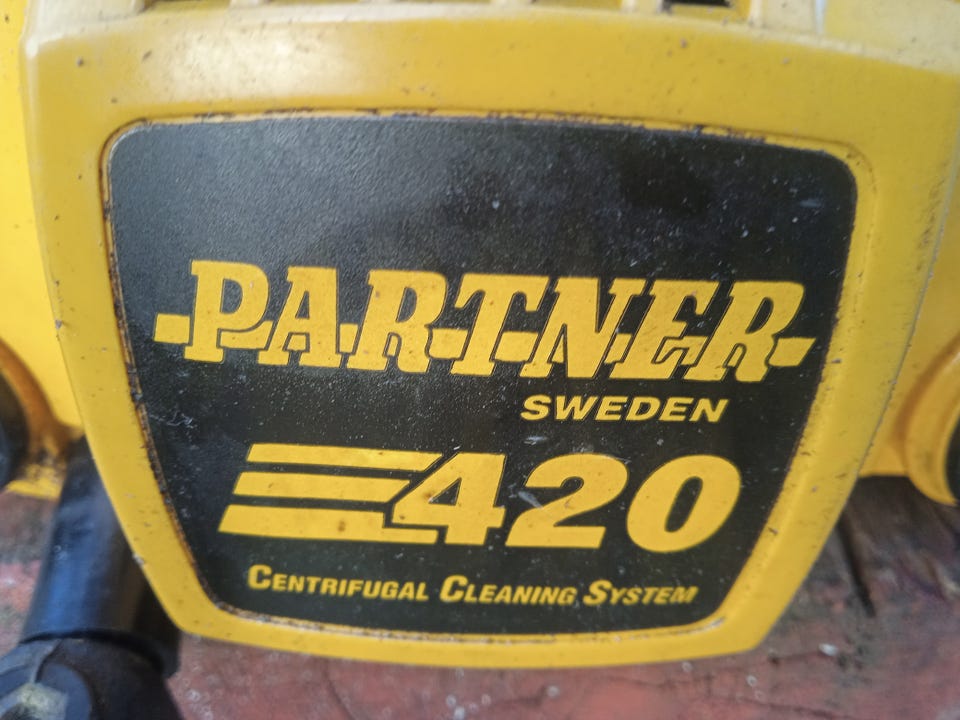 PARTNER
SWEDEN
420
CENTRIFUGAL CLEANING SYSTEM